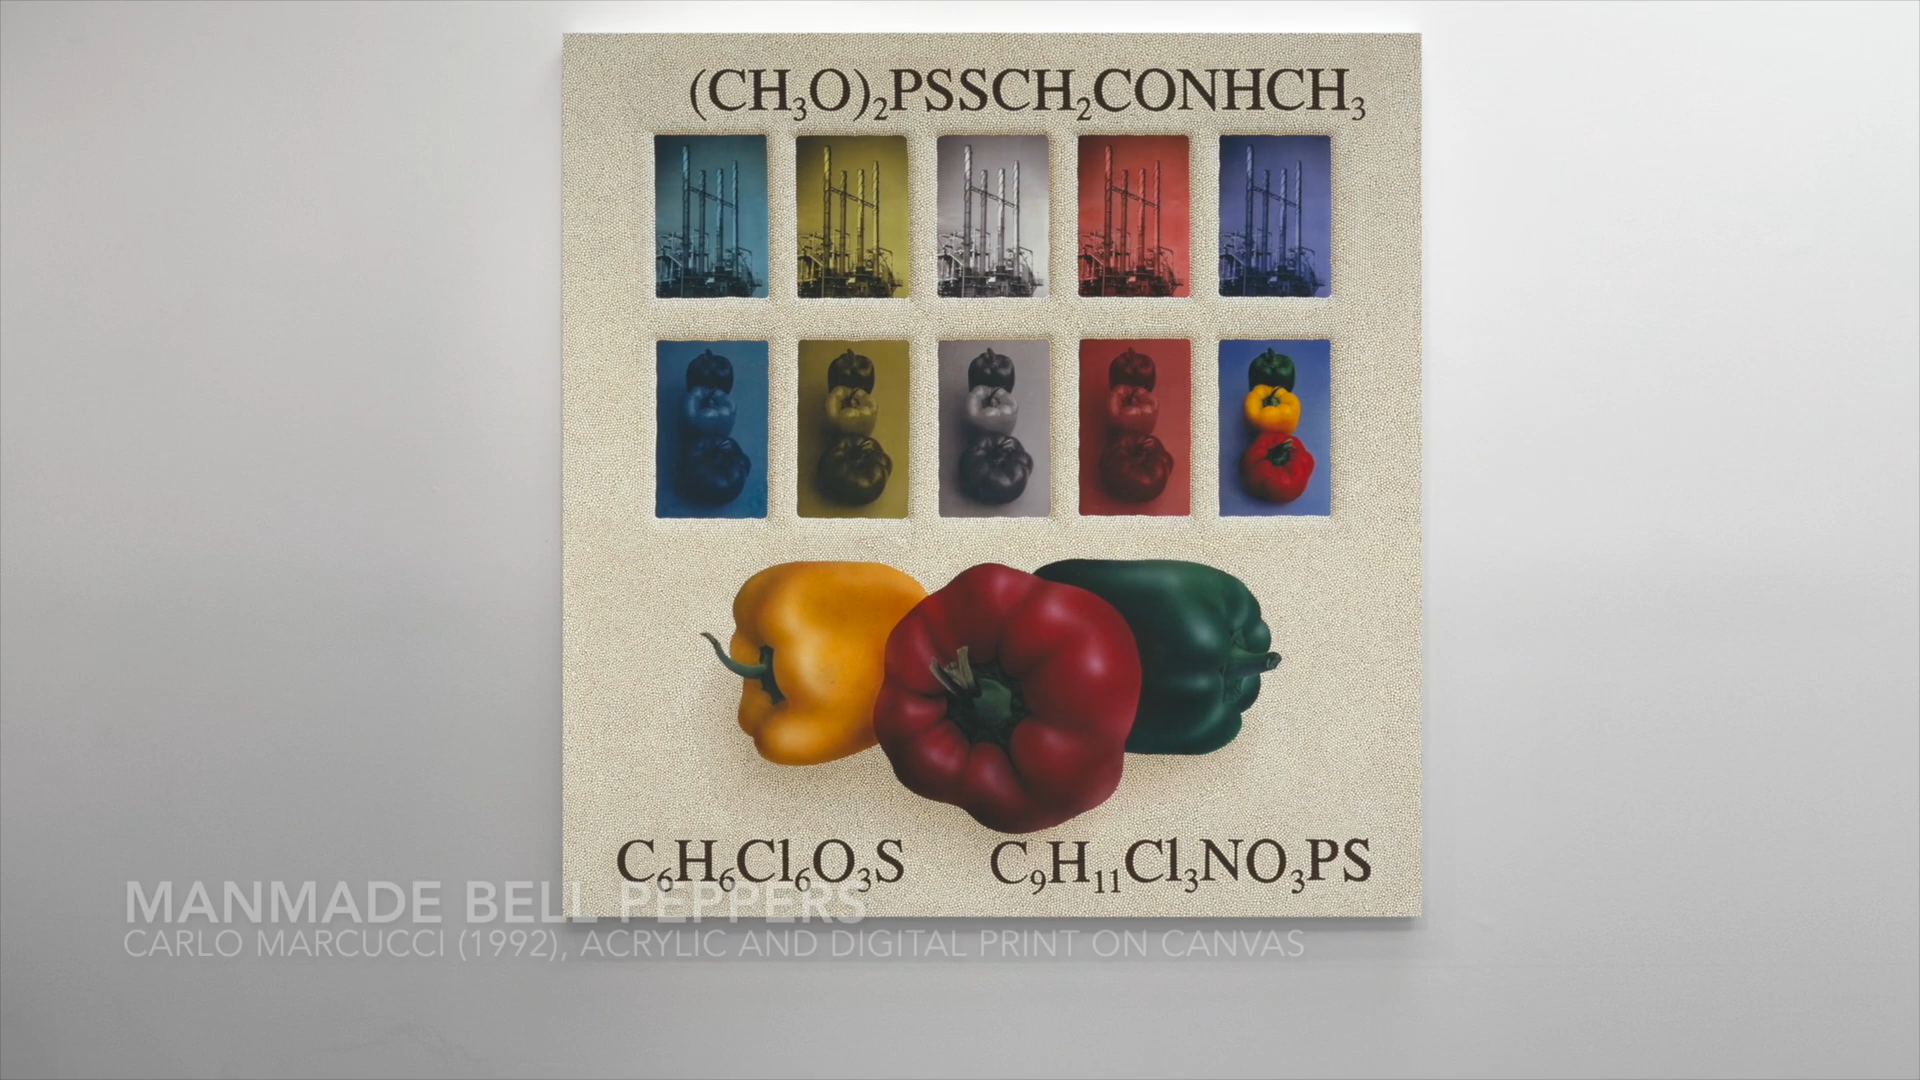 (CH₃O)₂PSSCH₂CONHCH₃
C₆H₆Cl₆O₃S C₉H₁₁Cl₃NO₃PS
MANMADE BELL PEPPERS
CARLO MARCUCCI (1992), ACRYLIC AND DIGITAL PRINT ON CANVAS